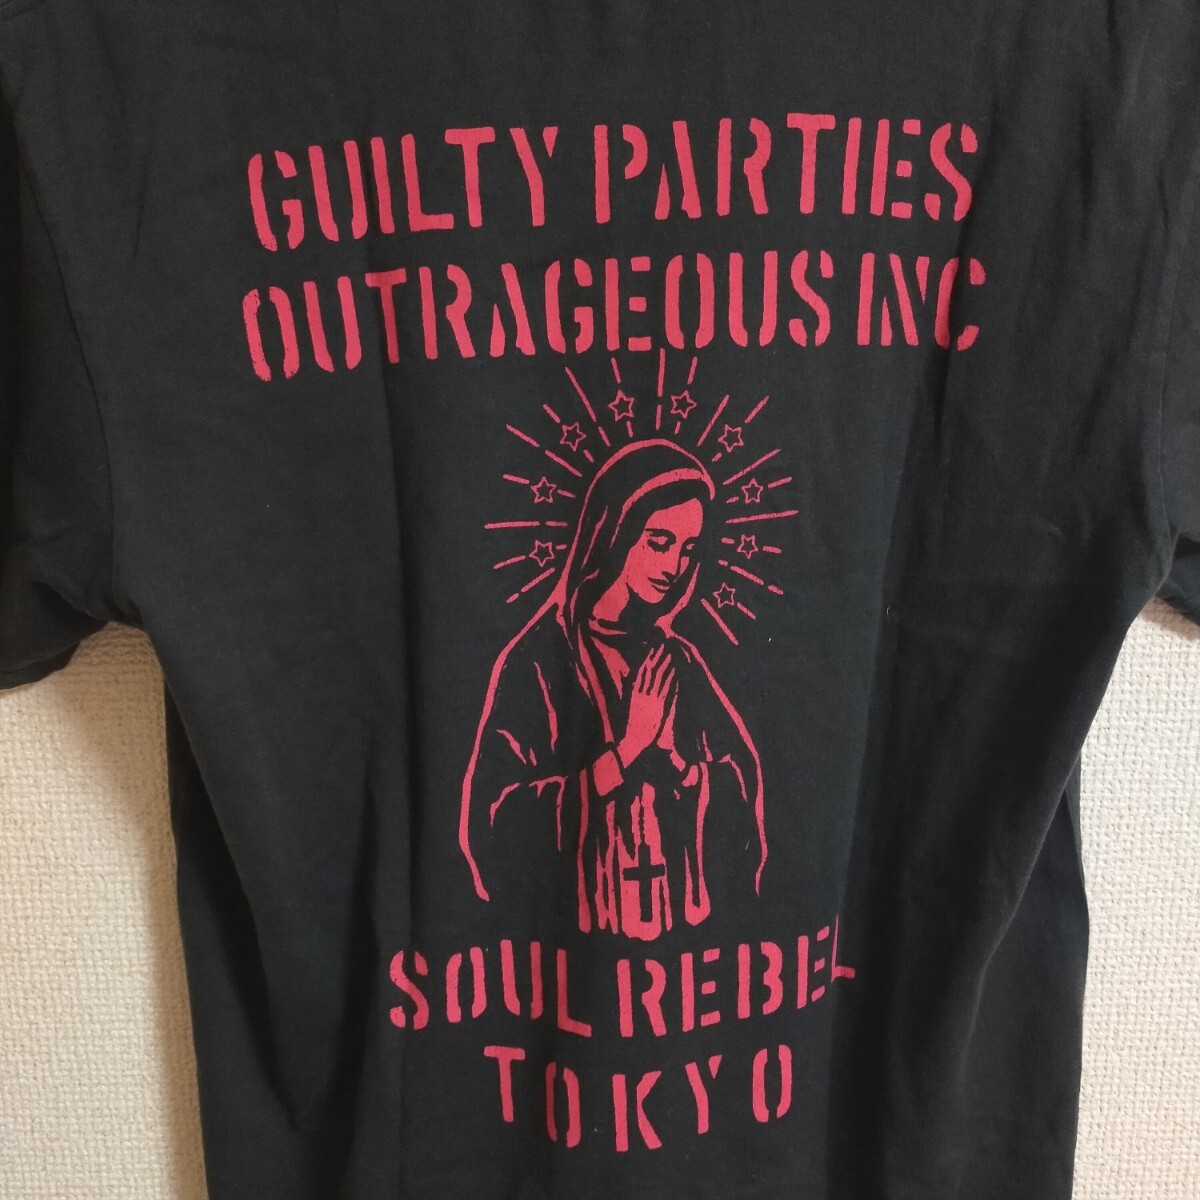 GUILTY PARTIES
OUTRAGEOUS INC
SOUL REBEL
TOKYO